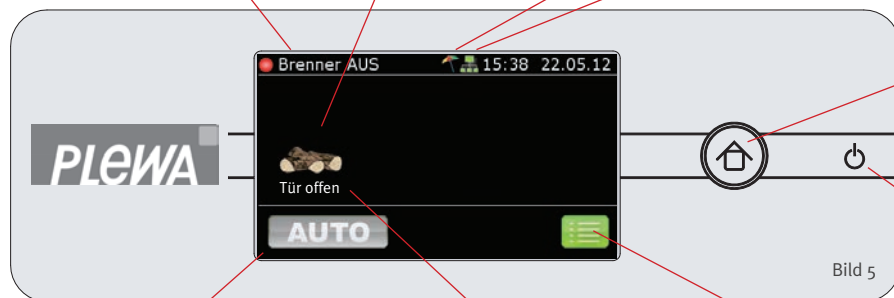 Brenner AUS 15:38 22.05.12
PLEWA
Tür offen
AUTO
Bild 5